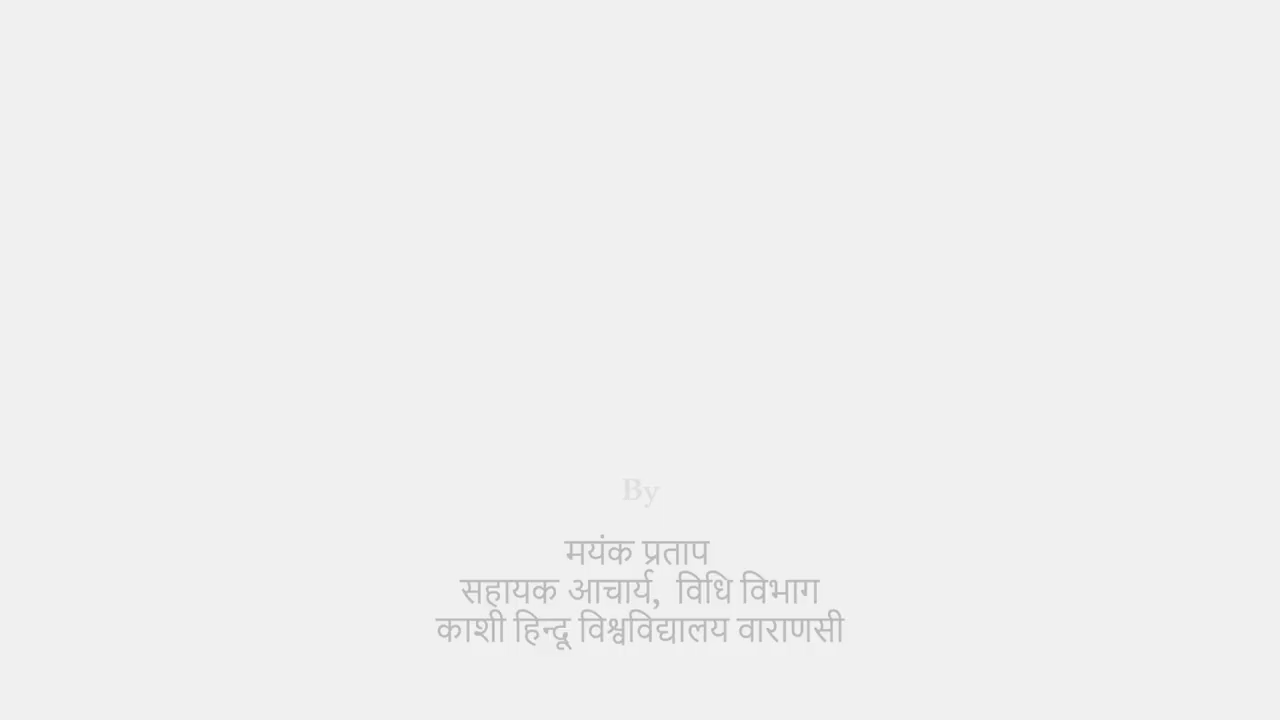 By
मयंक प्रताप
सहायक आचार्य,  विधि विभाग
काशी हिन्दू विश्वविद्यालय वाराणसी